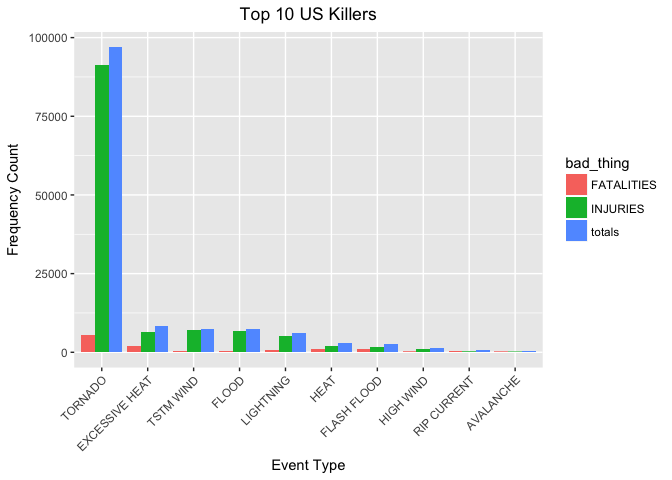 Top 10 US Killers
Frequency Count
100000
75000
50000
25000
0
TORNADO
EXCESSIVE HEAT
TSTM WIND
FLOOD
LIGHTNING
HEAT
FLASH FLOOD
HIGH WIND
RIP CURRENT
AVALANCHE
Event Type
bad_thing
FATALITIES
INJURIES
totals